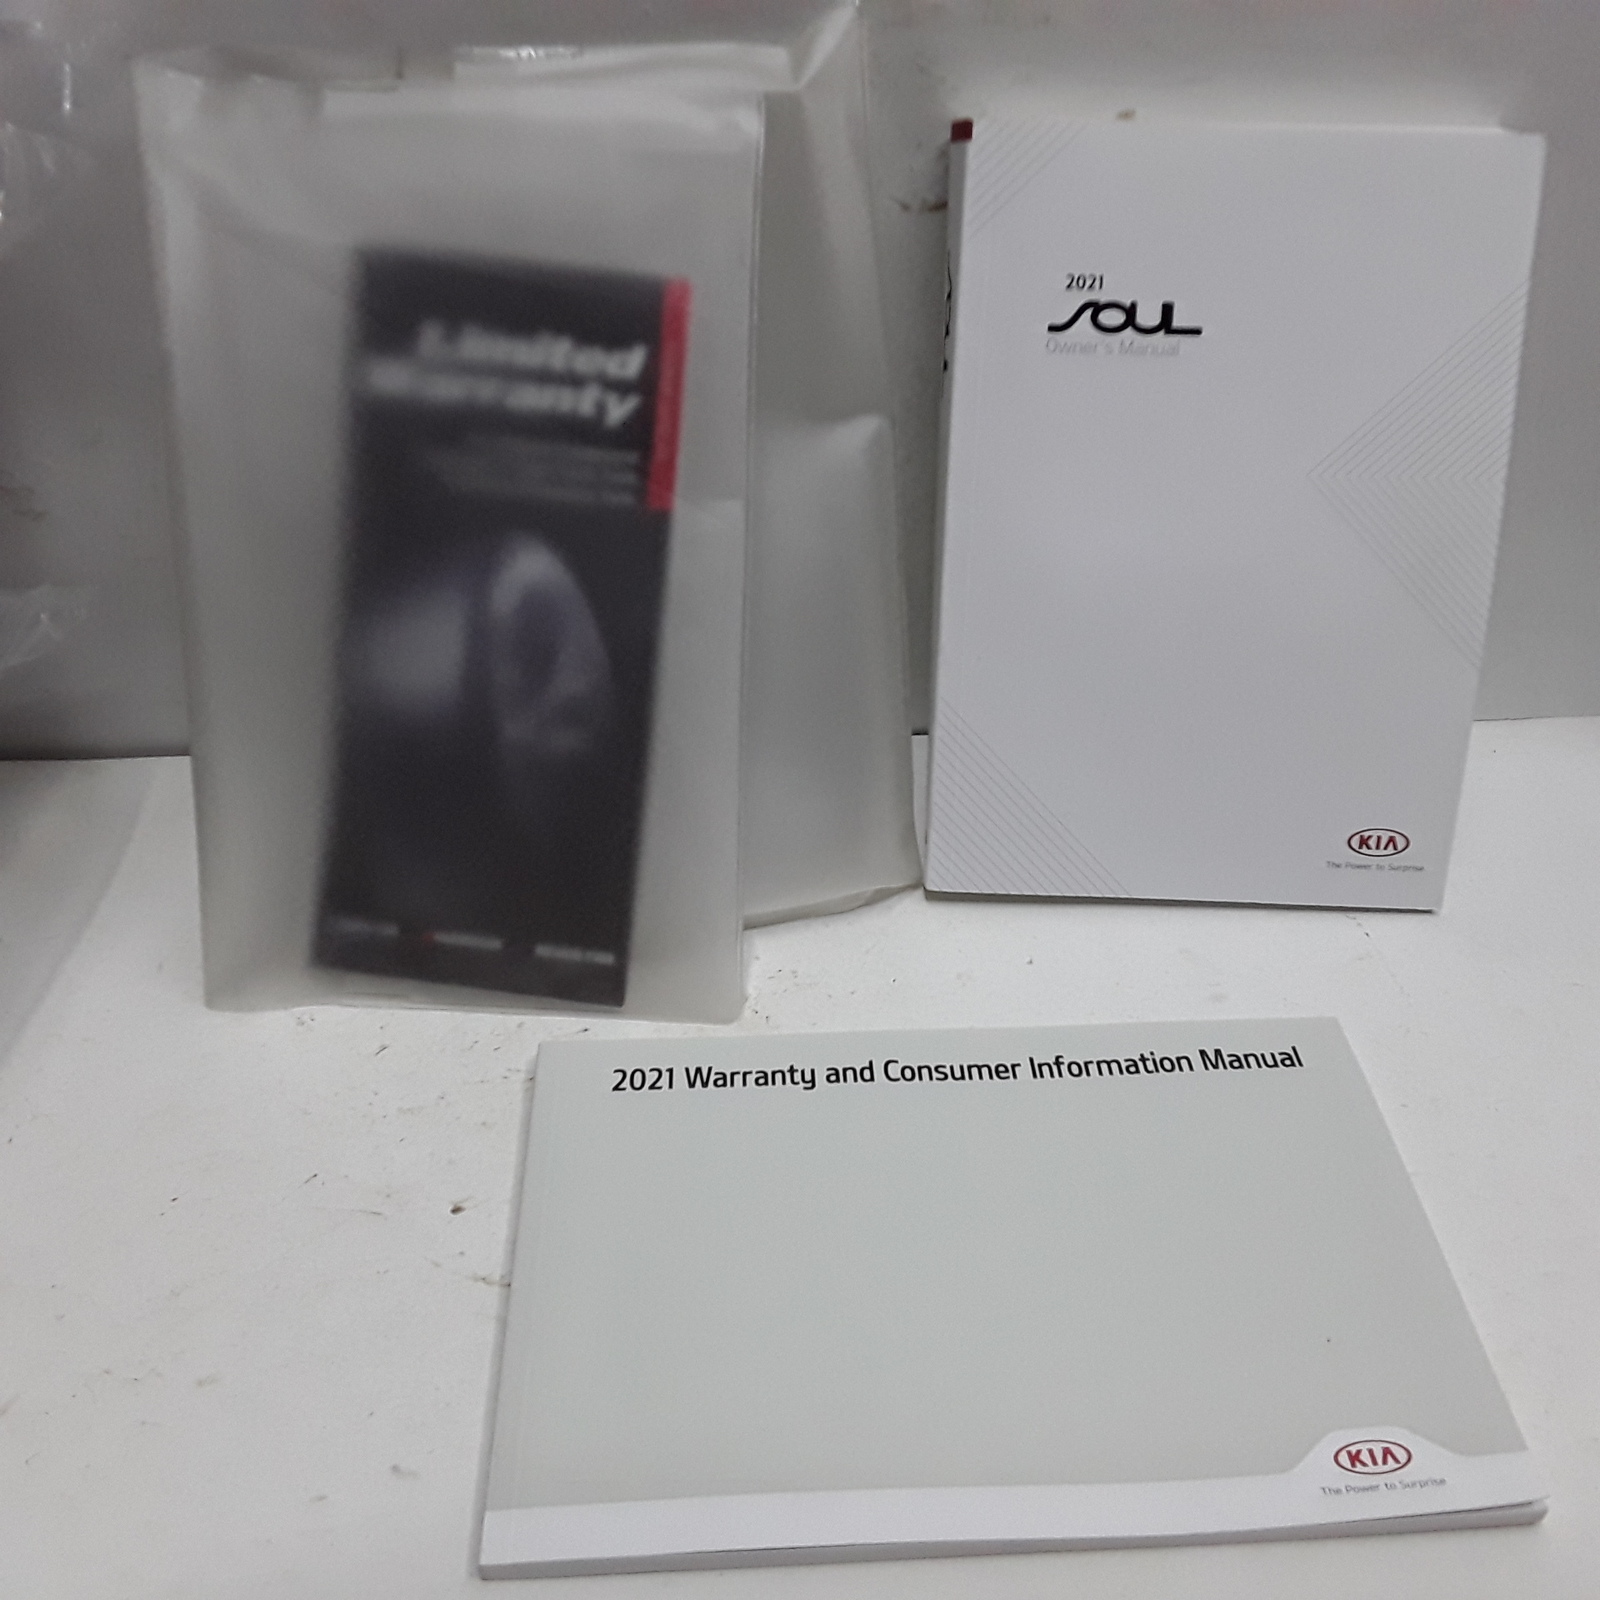 Limited
Warranty
2021
SOUL
Owner's Manual
KIA
The Power to Surprise
2021 Warranty and Consumer Information Manual
KIA
The Power to Surprise